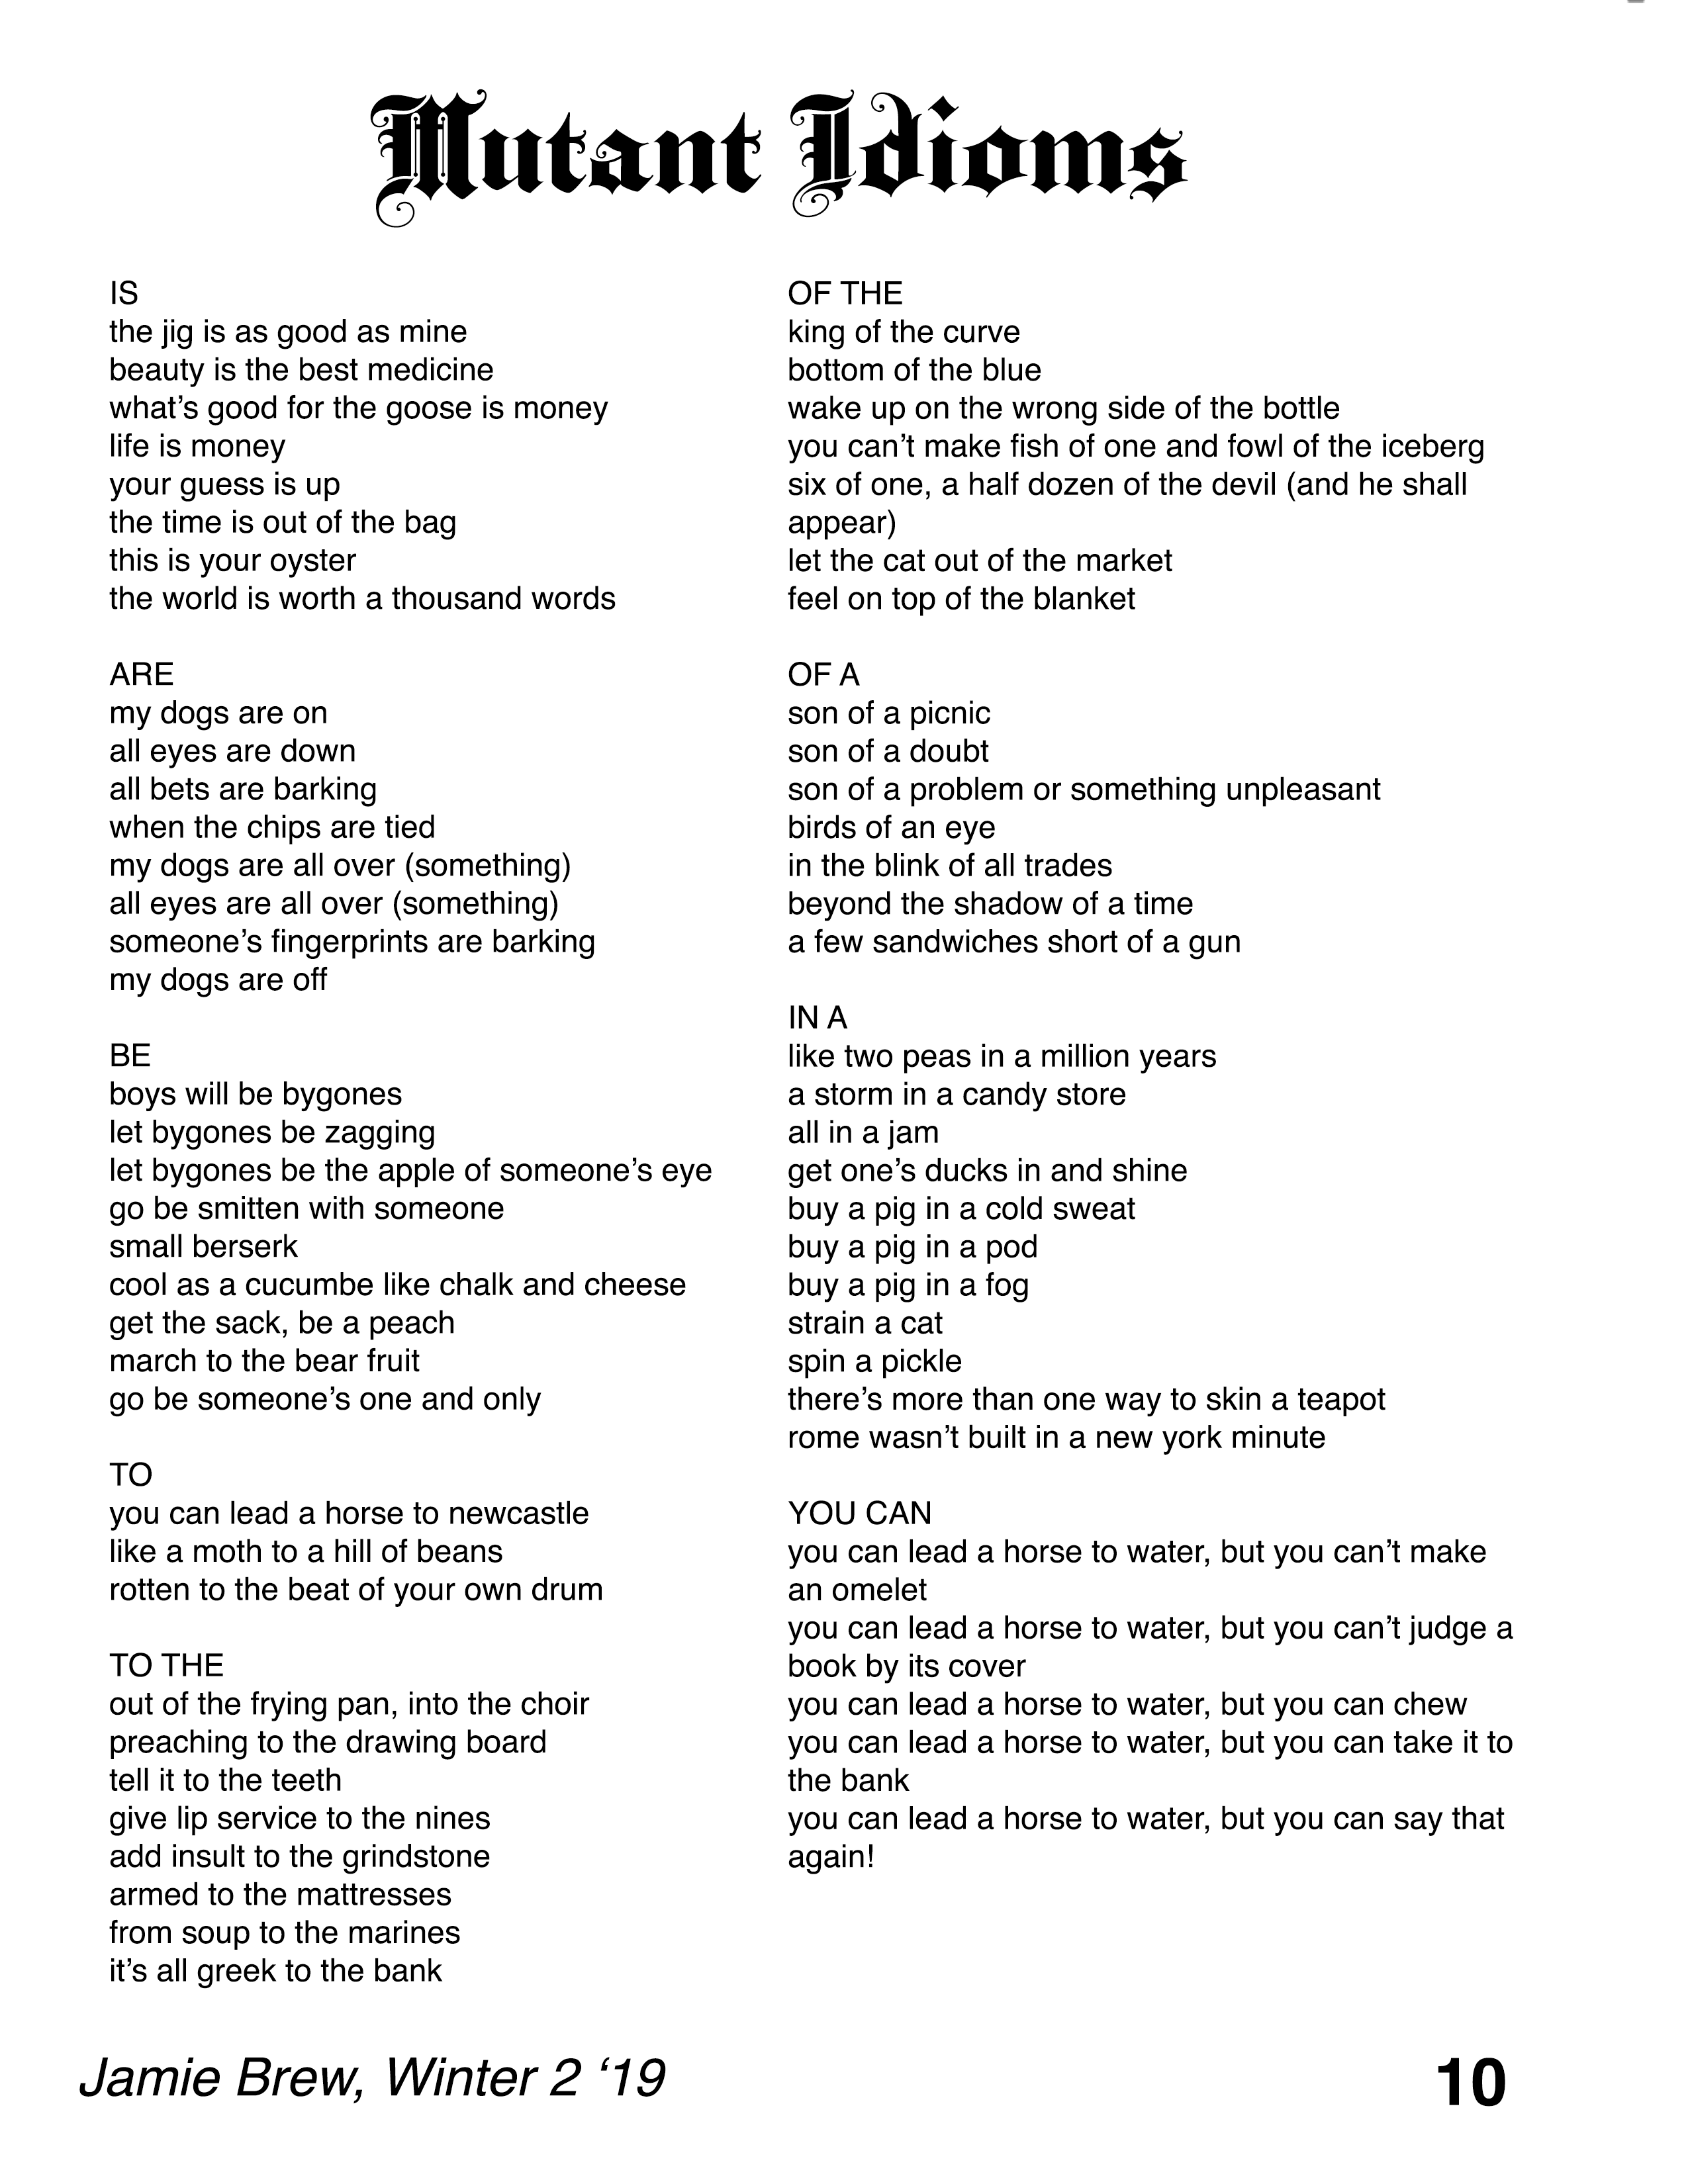 Mutant Idioms
IS
the jig is as good as mine
beauty is the best medicine
what’s good for the goose is money
life is money
your guess is up
the time is out of the bag
this is your oyster
the world is worth a thousand words
ARE
my dogs are on
all eyes are down
all bets are barking
when the chips are tied
my dogs are all over (something)
all eyes are all over (something)
someone’s fingerprints are barking
my dogs are off
BE
boys will be bygones
let bygones be zagging
let bygones be the apple of someone’s eye
go be smitten with someone
small berserk
cool as a cucumbe like chalk and cheese
get the sack, be a peach
march to the bear fruit
go be someone’s one and only
TO
you can lead a horse to newcastle
like a moth to a hill of beans
rotten to the beat of your own drum
TO THE
out of the frying pan, into the choir
preaching to the drawing board
tell it to the teeth
give lip service to the nines
add insult to the grindstone
armed to the mattresses
from soup to the marines
it’s all greek to the bank
OF THE
king of the curve
bottom of the blue
wake up on the wrong side of the bottle
you can’t make fish of one and fowl of the iceberg
six of one, a half dozen of the devil (and he shall
appear)
let the cat out of the market
feel on top of the blanket
OF A
son of a picnic
son of a doubt
son of a problem or something unpleasant
birds of an eye
in the blink of all trades
beyond the shadow of a time
a few sandwiches short of a gun
IN A
like two peas in a million years
a storm in a candy store
all in a jam
get one’s ducks in and shine
buy a pig in a cold sweat
buy a pig in a pod
buy a pig in a fog
strain a cat
spin a pickle
there’s more than one way to skin a teapot
rome wasn’t built in a new york minute
YOU CAN
you can lead a horse to water, but you can’t make
an omelet
you can lead a horse to water, but you can’t judge a
book by its cover
you can lead a horse to water, but you can chew
you can lead a horse to water, but you can take it to
the bank
you can lead a horse to water, but you can say that
again!
Jamie Brew, Winter 2 ‘19
10